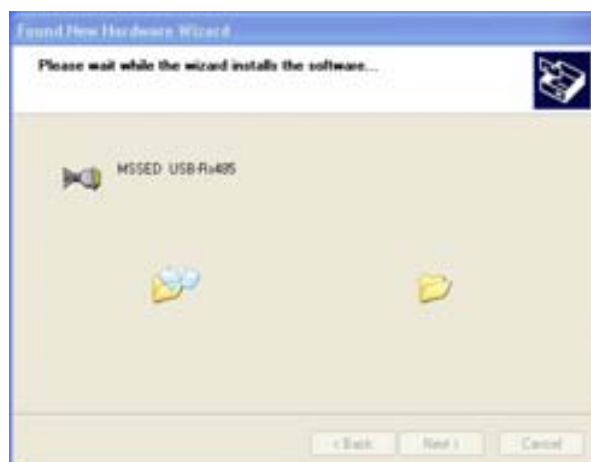 Found New Hardware Wizard
Please wait while the wizard installs the software...
MSSED USB-Rs485
< Back
Next >
Cancel